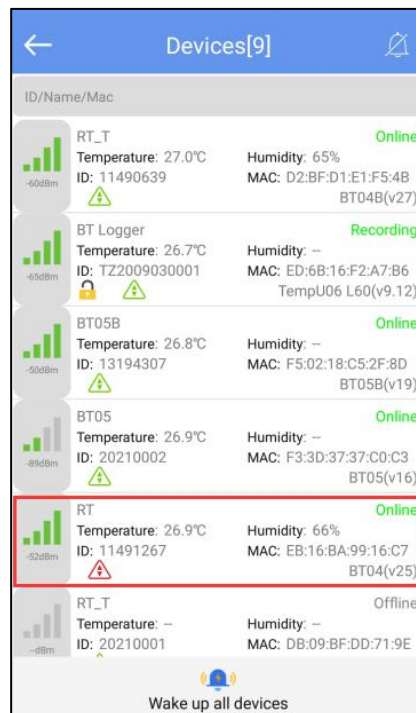 Devices[9]
ID/Name/Mac
RT_T Online
Temperature: 27.0℃ Humidity: 65%
-60dBm ID: 11490639 MAC: D2:BF:D1:E1:F5:4B
BT04B(v27)
BT Logger Recording
Temperature: 26.7℃ Humidity: --
-65dBm ID: TZ2009030001 MAC: ED:6B:16:F2:A7:B6
TempU06 L60(v9.12)
BT05B Online
Temperature: 26.8℃ Humidity: --
-50dBm ID: 13194307 MAC: F5:02:18:C5:2F:8D
BT05B(v19)
BT05 Online
Temperature: 26.9℃ Humidity: --
-89dBm ID: 20210002 MAC: F3:3D:37:37:C0:C3
BT05(v16)
RT Online
Temperature: 26.9℃ Humidity: 66%
-52dBm ID: 11491267 MAC: EB:16:BA:99:16:C7
BT04(v25)
RT_T Offline
Temperature: -- Humidity: --
--dBm ID: 20210001 MAC: DB:09:BF:DD:71:9E
Wake up all devices